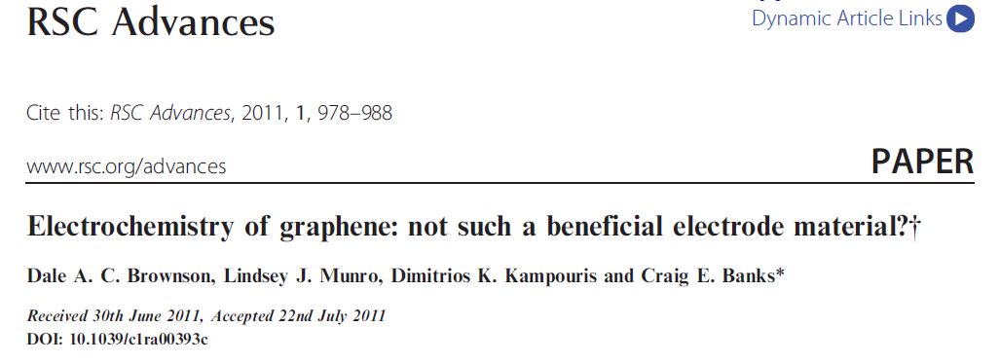 RSC Advances
Dynamic Article Links
Cite this: RSC Advances, 2011, 1, 978–988
www.rsc.org/advances
PAPER
Electrochemistry of graphene: not such a beneficial electrode material?†
Dale A. C. Brownson, Lindsey J. Munro, Dimitrios K. Kampouris and Craig E. Banks*
Received 30th June 2011, Accepted 22nd July 2011
DOI: 10.1039/c1ra00393c